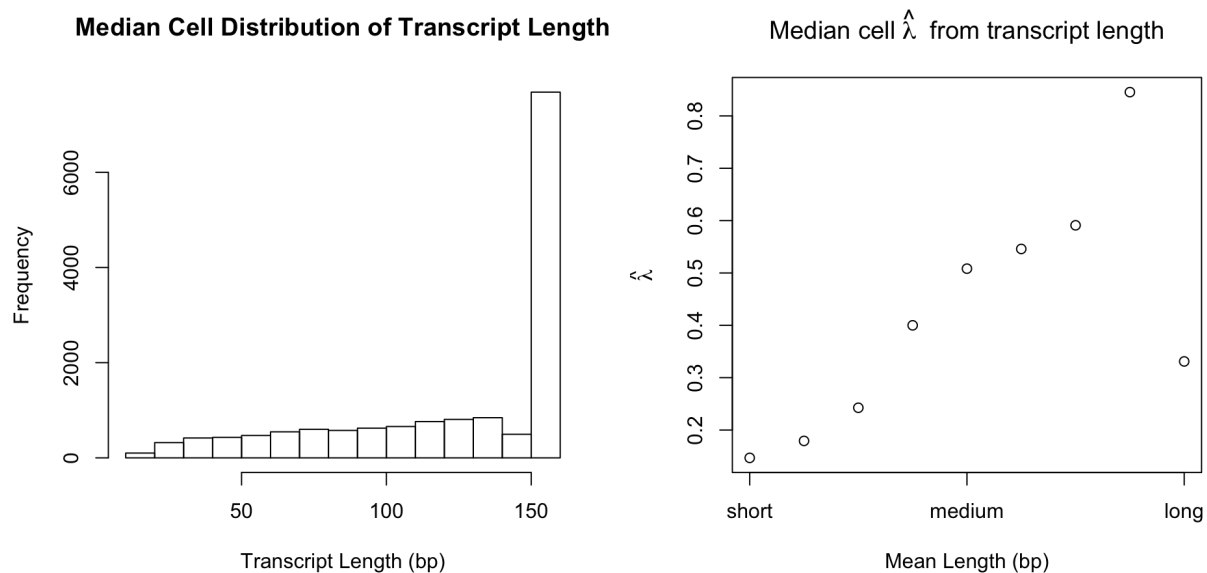 Median Cell Distribution of Transcript Length
Frequency
0
2000
4000
6000
50
100
150
Transcript Length (bp)
Median cell λ̂ from transcript length
λ̂
0.2
0.3
0.4
0.5
0.6
0.7
0.8
short
medium
long
Mean Length (bp)